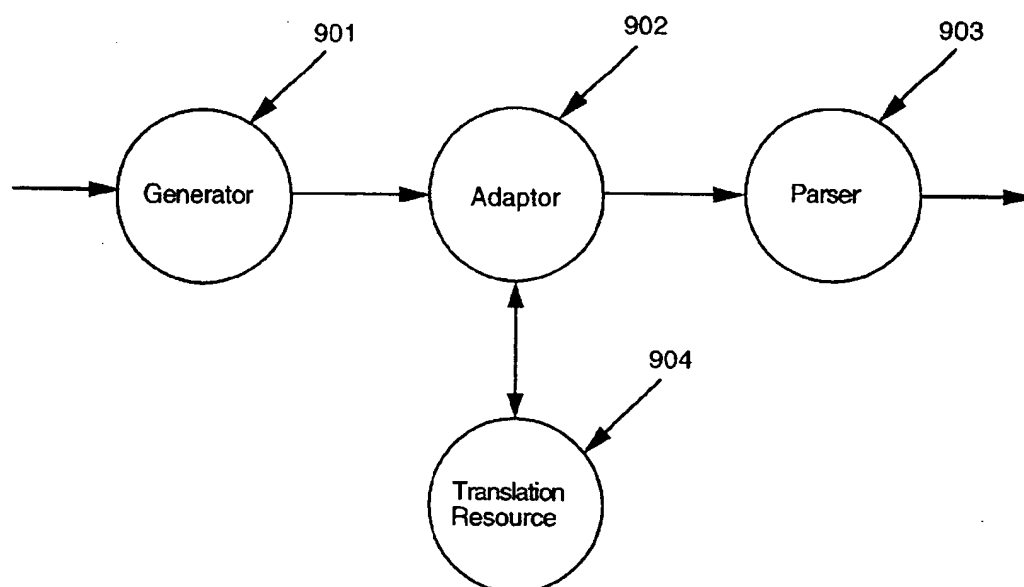 901
902
903
Generator
Adaptor
Parser
904
Translation
Resource